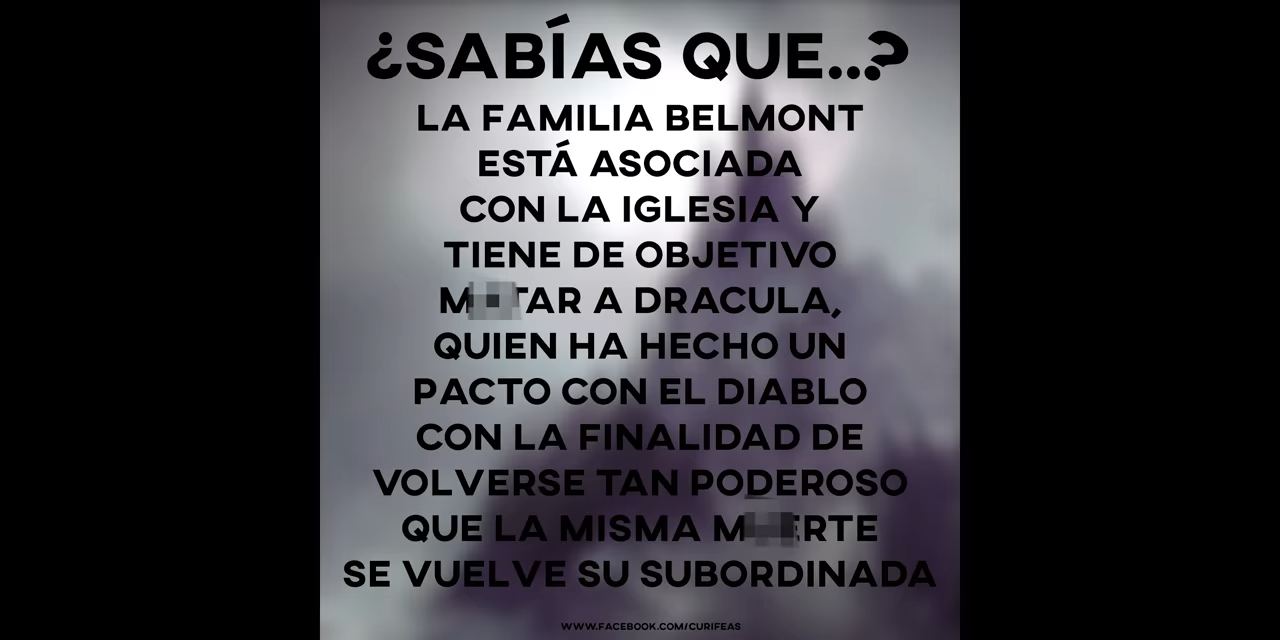 ¿SABÍAS QUE...?
LA FAMILIA BELMONT
ESTÁ ASOCIADA
CON LA IGLESIA Y
TIENE DE OBJETIVO
A DRACULA,
QUIEN HA HECHO UN
PACTO CON EL DIABLO
CON LA FINALIDAD DE
VOLVERSE TAN PODEROSO
QUE LA MISMA
SE VUELVE SU SUBORDINADA
WWW.FACEBOOK.COM/CURIFEAS